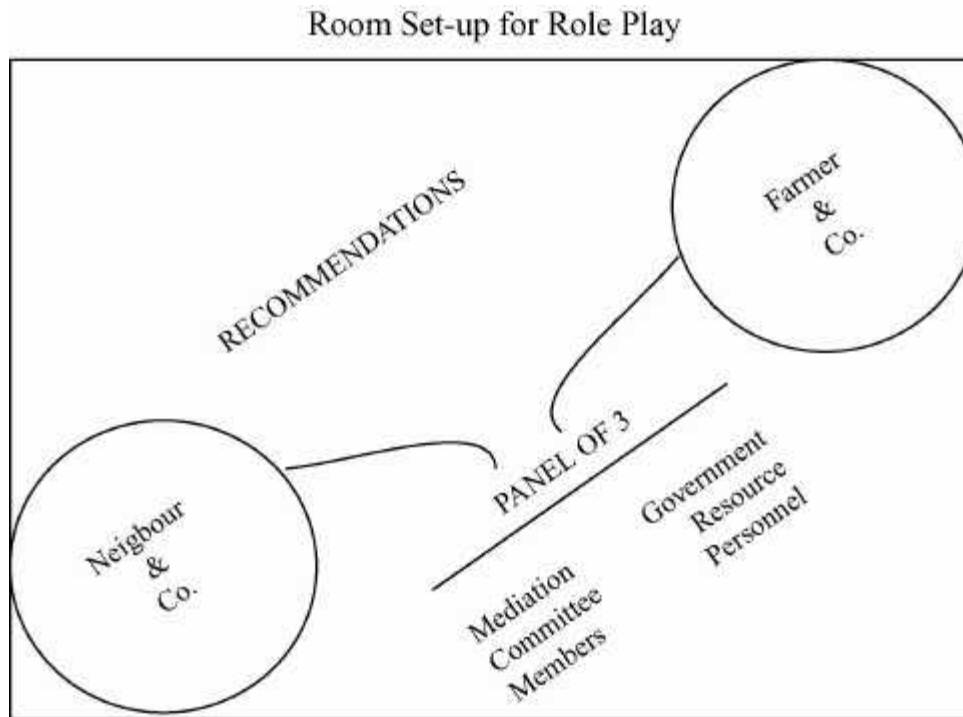 Room Set-up for Role Play
Farmer
&
Co.
RECOMMENDATIONS
PANEL OF 3
Government
Resource
Personnel
Neigbour
&
Co.
Mediation
Committee
Members